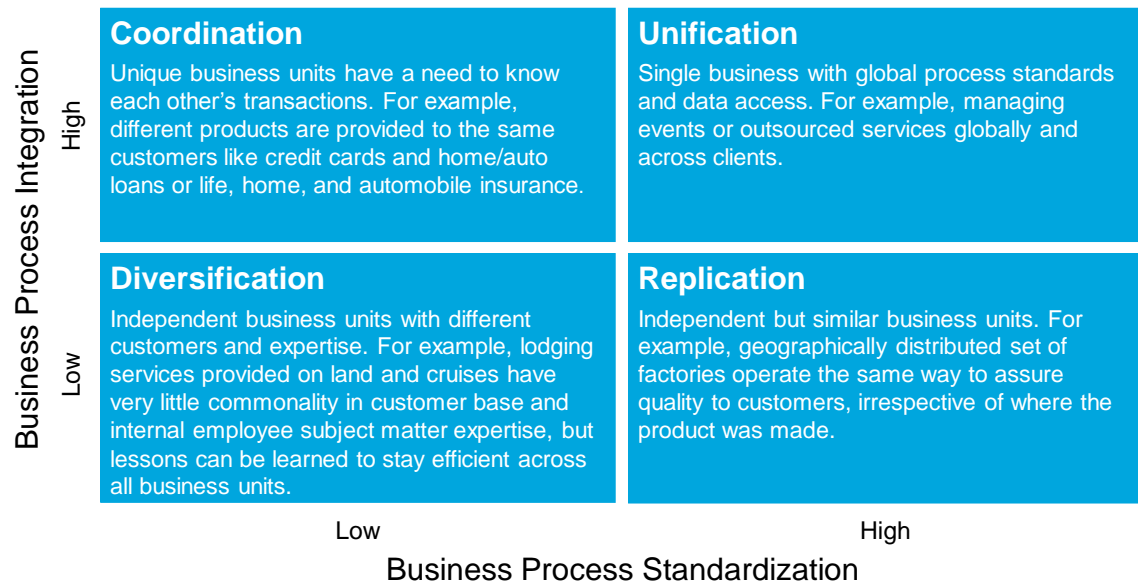 Business Process Integration
High
Low
Coordination
Unique business units have a need to know
each other’s transactions. For example,
different products are provided to the same
customers like credit cards and home/auto
loans or life, home, and automobile insurance.
Unification
Single business with global process standards
and data access. For example, managing
events or outsourced services globally and
across clients.
Diversification
Independent business units with different
customers and expertise. For example, lodging
services provided on land and cruises have
very little commonality in customer base and
internal employee subject matter expertise, but
lessons can be learned to stay efficient across
all business units.
Replication
Independent but similar business units. For
example, geographically distributed set of
factories operate the same way to assure
quality to customers, irrespective of where the
product was made.
Low
High
Business Process Standardization